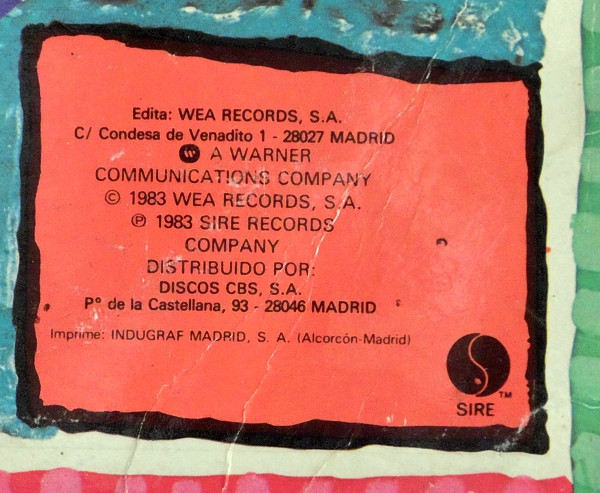 Edita: WEA RECORDS, S.A.
C/ Condesa de Venadito 1 - 28027 MADRID
A WARNER
COMMUNICATIONS COMPANY
© 1983 WEA RECORDS, S.A.
℗ 1983 SIRE RECORDS
COMPANY
DISTRIBUIDO POR:
DISCOS CBS, S.A.
Pº de la Castellana, 93 - 28046 MADRID
Imprime: INDUGRAF MADRID, S. A. (Alcorcón-Madrid)
TM
SIRE